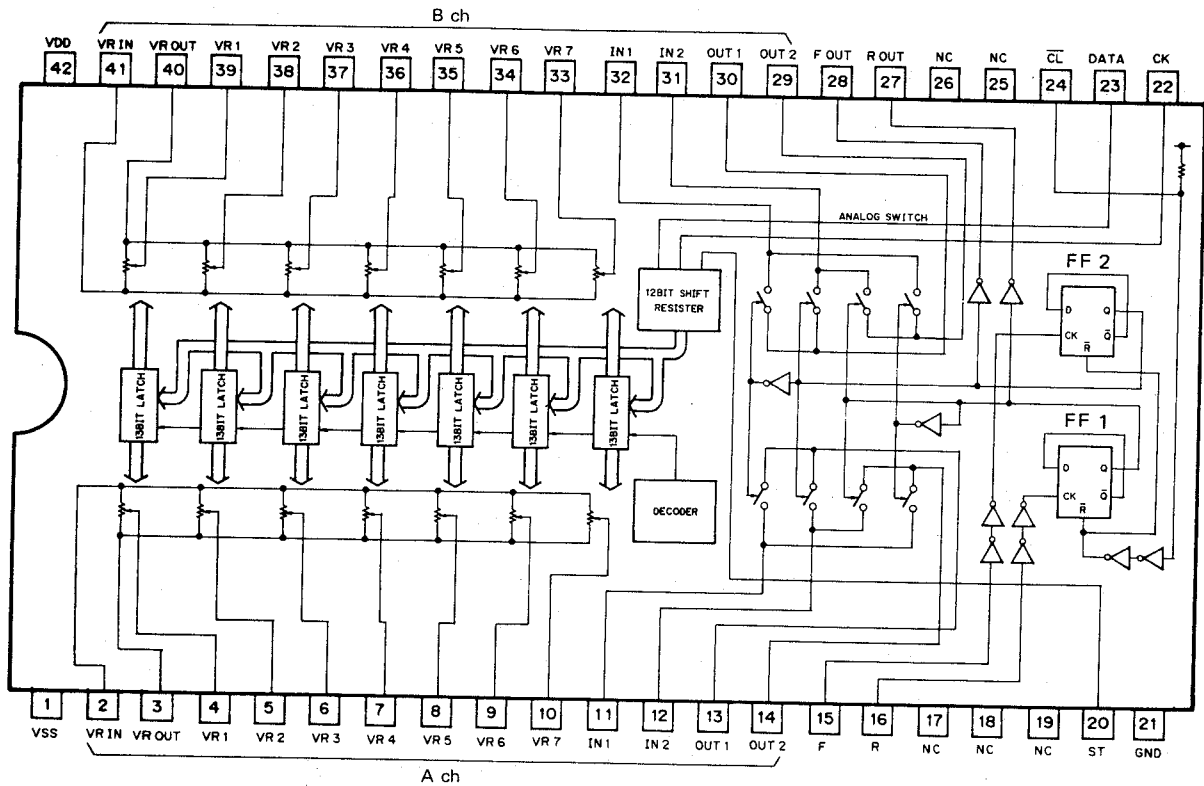 B ch
VDD VR IN VR OUT VR 1 VR 2 VR 3 VR 4 VR 5 VR 6 VR 7 IN 1 IN 2 OUT 1 OUT 2 F OUT R OUT NC NC CL DATA CK
42 41 40 39 38 37 36 35 34 33 32 31 30 29 28 27 26 25 24 23 22
ANALOG SWITCH
12BIT SHIFT
RESISTER
FF 2
D Q
CK Q
R
13BIT LATCH
13BIT LATCH
13BIT LATCH
13BIT LATCH
13BIT LATCH
13BIT LATCH
13BIT LATCH
FF 1
D Q
CK Q
R
DECODER
1 2 3 4 5 6 7 8 9 10 11 12 13 14 15 16 17 18 19 20 21
VSS VR IN VR OUT VR 1 VR 2 VR 3 VR 4 VR 5 VR 6 VR 7 IN 1 IN 2 OUT 1 OUT 2 F R NC NC NC ST GND
A ch